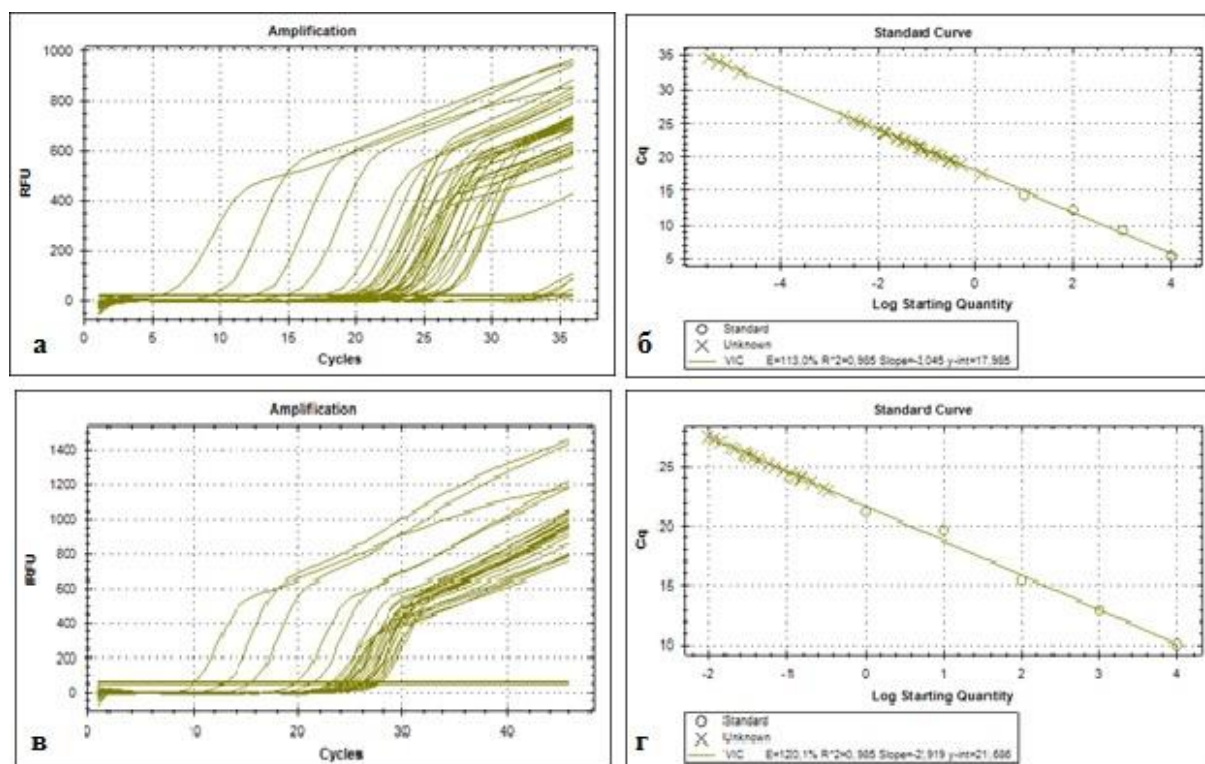 Amplification
1000
800
600
400
200
0
RFU
0 5 10 15 20 25 30 35
Cycles
а
Standard Curve
35
30
25
20
15
10
5
Cq
-4 -2 0 2 4
Log Starting Quantity
Standard
Unknown
VIC E=113,0% R^2=0,985 Slope=-3,045 y-int=17,985
б
Amplification
1400
1200
1000
800
600
400
200
0
RFU
0 10 20 30 40
Cycles
в
Standard Curve
25
20
15
10
Cq
-2 -1 0 1 2 3 4
Log Starting Quantity
Standard
Unknown
VIC E=120,1% R^2=0,985 Slope=-2,919 y-int=21,686
г